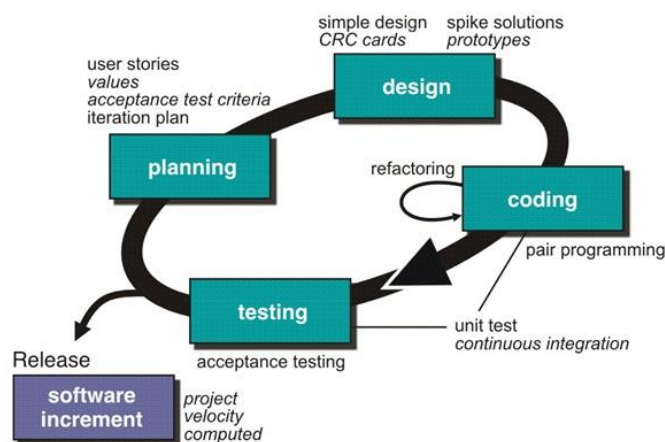 simple design
CRC cards
spike solutions
prototypes
user stories
values
acceptance test criteria
iteration plan
design
planning
refactoring
coding
pair programming
testing
unit test
continuous integration
acceptance testing
Release
software
increment
project
velocity
computed